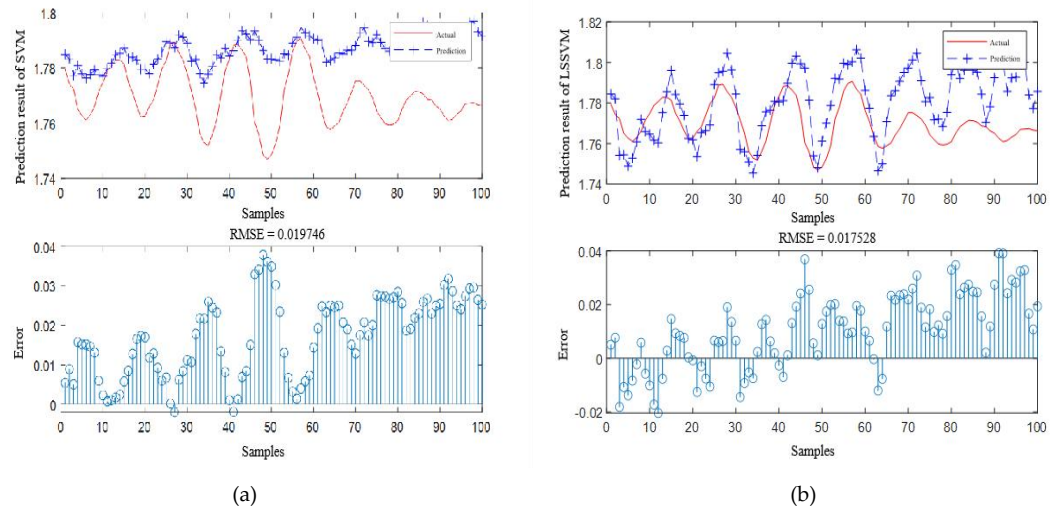 Prediction result of SVM
1.8
1.78
1.76
1.74
Actual
Prediction
0 10 20 30 40 50 60 70 80 90 100
Samples
RMSE = 0.019746
Error
0.04
0.03
0.02
0.01
0
0 10 20 30 40 50 60 70 80 90 100
Samples
(a)
Prediction result of LSSVM
1.82
1.8
1.78
1.76
1.74
Actual
Prediction
0 10 20 30 40 50 60 70 80 90 100
Samples
RMSE = 0.017528
Error
0.04
0.02
0
-0.02
0 10 20 30 40 50 60 70 80 90 100
Samples
(b)